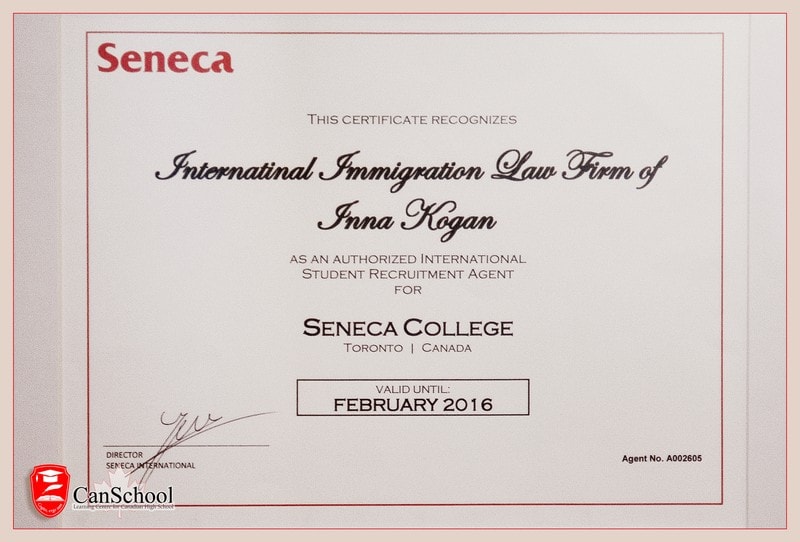 Seneca
THIS CERTIFICATE RECOGNIZES
Internatinal Immigration Law Firm of
Inna Kogan
AS AN AUTHORIZED INTERNATIONAL
STUDENT RECRUITMENT AGENT
FOR
SENECA COLLEGE
TORONTO | CANADA
VALID UNTIL:
FEBRUARY 2016
DIRECTOR
SENECA INTERNATIONAL
Agent No. A002605
CanSchool
Learning Centre for Canadian High School